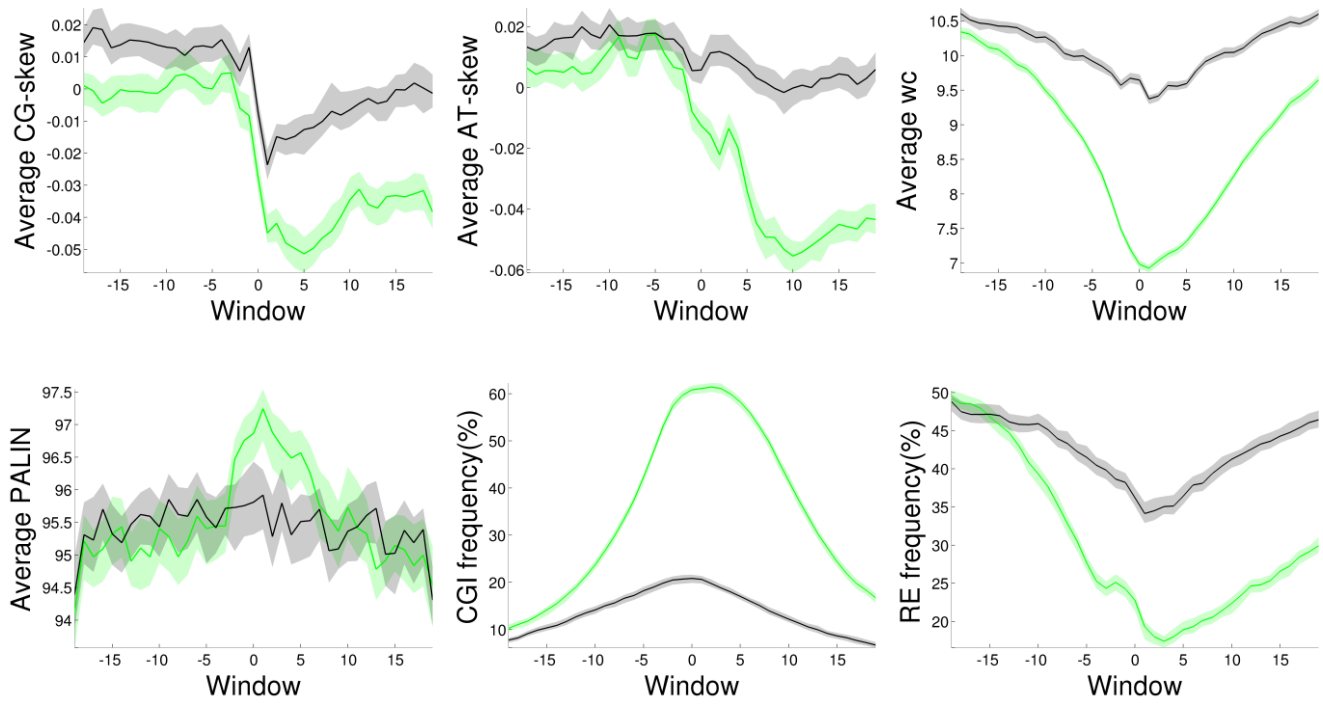 Average CG-skew
0.02
0.01
0
-0.01
-0.02
-0.03
-0.04
-0.05
-15 -10 -5 0 5 10 15
Window
Average AT-skew
0.02
0
-0.02
-0.04
-0.06
-15 -10 -5 0 5 10 15
Window
Average wc
10.5
10
9.5
9
8.5
8
7.5
7
-15 -10 -5 0 5 10 15
Window
Average PALIN
97.5
97
96.5
96
95.5
95
94.5
94
-15 -10 -5 0 5 10 15
Window
CGI frequency(%)
60
50
40
30
20
10
-15 -10 -5 0 5 10 15
Window
RE frequency(%)
50
45
40
35
30
25
20
-15 -10 -5 0 5 10 15
Window